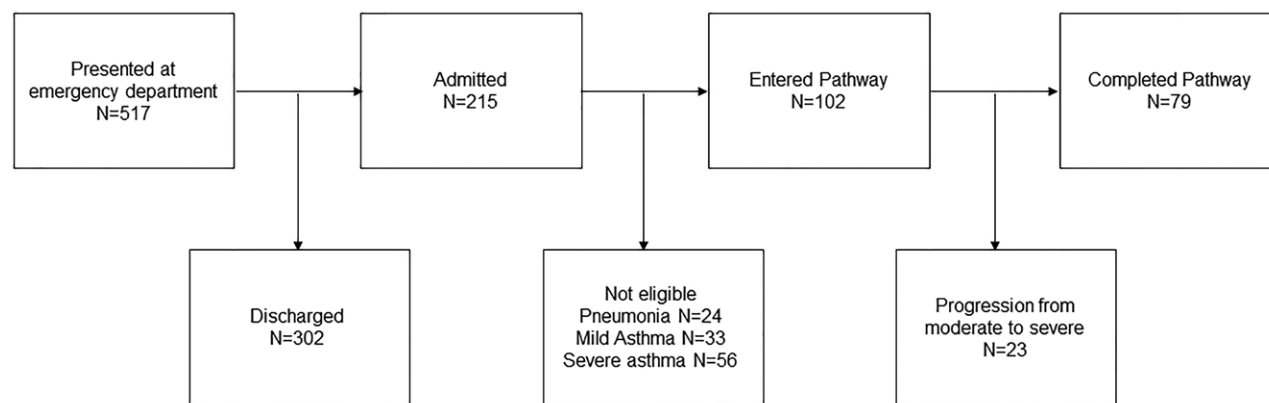 Presented at
emergency department
N=517
Admitted
N=215
Entered Pathway
N=102
Completed Pathway
N=79
Discharged
N=302
Not eligible
Pneumonia N=24
Mild Asthma N=33
Severe asthma N=56
Progression from
moderate to severe
N=23